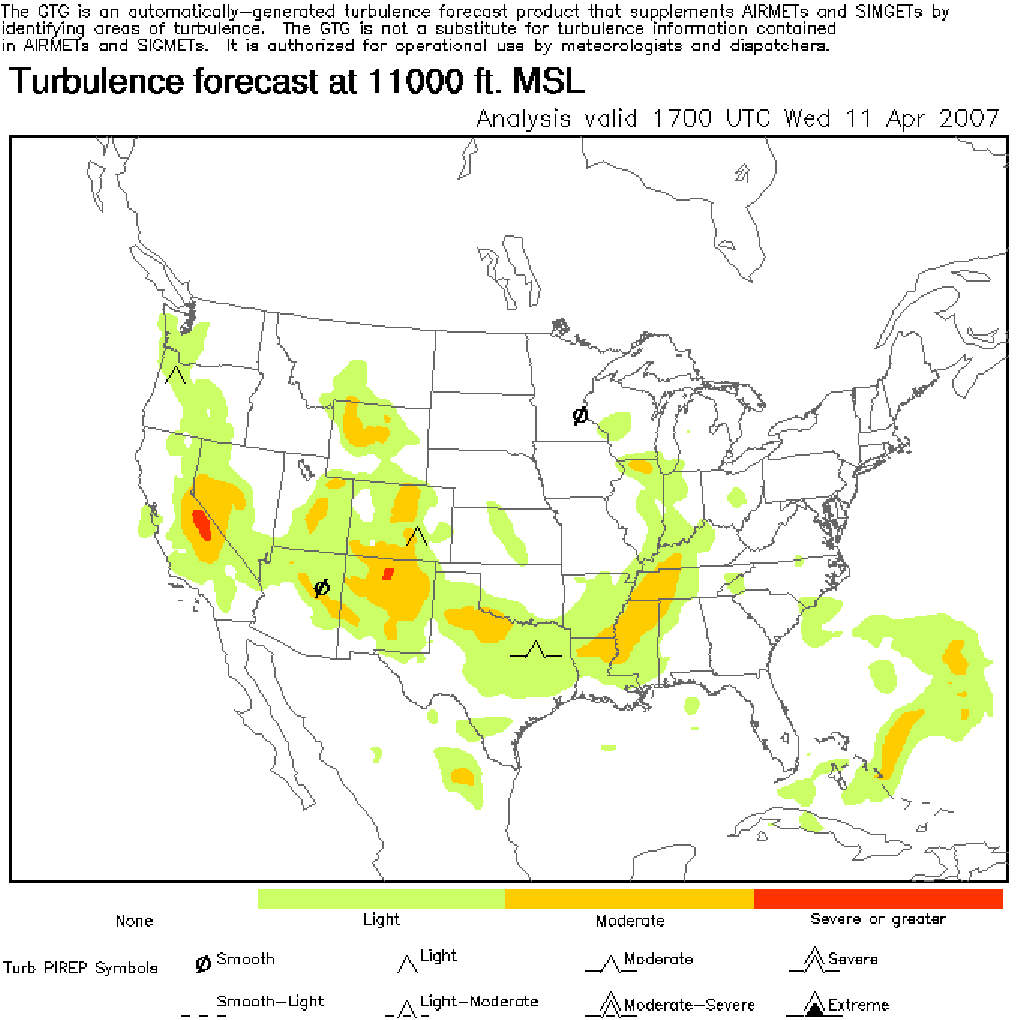 The GTG is an automatically-generated turbulence forecast product that supplements AIRMETs and SIMGETs by
identifying areas of turbulence. The GTG is not a substitute for turbulence information contained
in AIRMETs and SIGMETs. It is authorized for operational use by meteorologists and dispatchers.
Turbulence forecast at 11000 ft. MSL
Analysis valid 1700 UTC Wed 11 Apr 2007
None Light Moderate Severe or greater
Turb PIREP Symbols Smooth Light Moderate Severe
Smooth-Light Light-Moderate Moderate-Severe Extreme